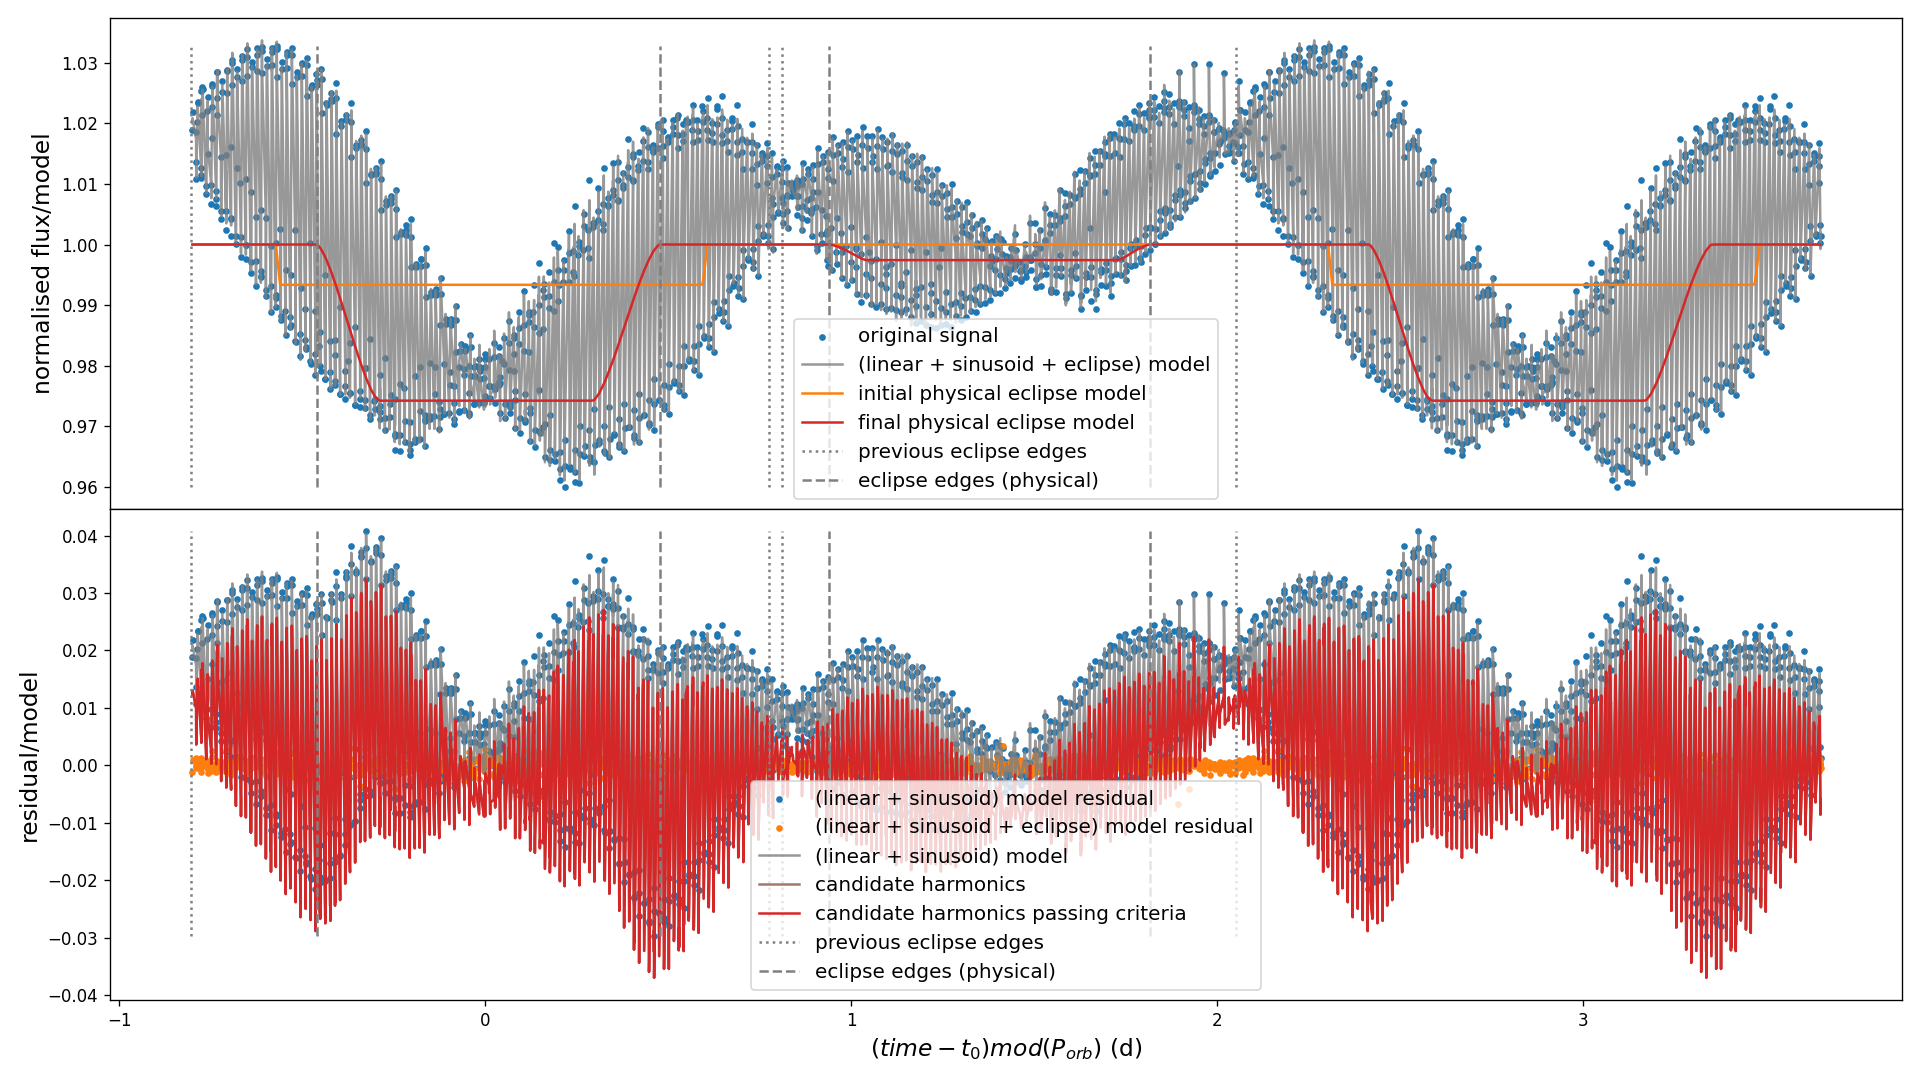 1.03
1.02
1.01
1.00
0.99
0.98
0.97
0.96
normalised flux/model
original signal
(linear + sinusoid + eclipse) model
initial physical eclipse model
final physical eclipse model
previous eclipse edges
eclipse edges (physical)
0.04
0.03
0.02
0.01
0.00
−0.01
−0.02
−0.03
−0.04
residual/model
(linear + sinusoid) model residual
(linear + sinusoid + eclipse) model residual
(linear + sinusoid) model
candidate harmonics
candidate harmonics passing criteria
previous eclipse edges
eclipse edges (physical)
−1 0 1 2 3
(time − t₀)mod(P_orb) (d)